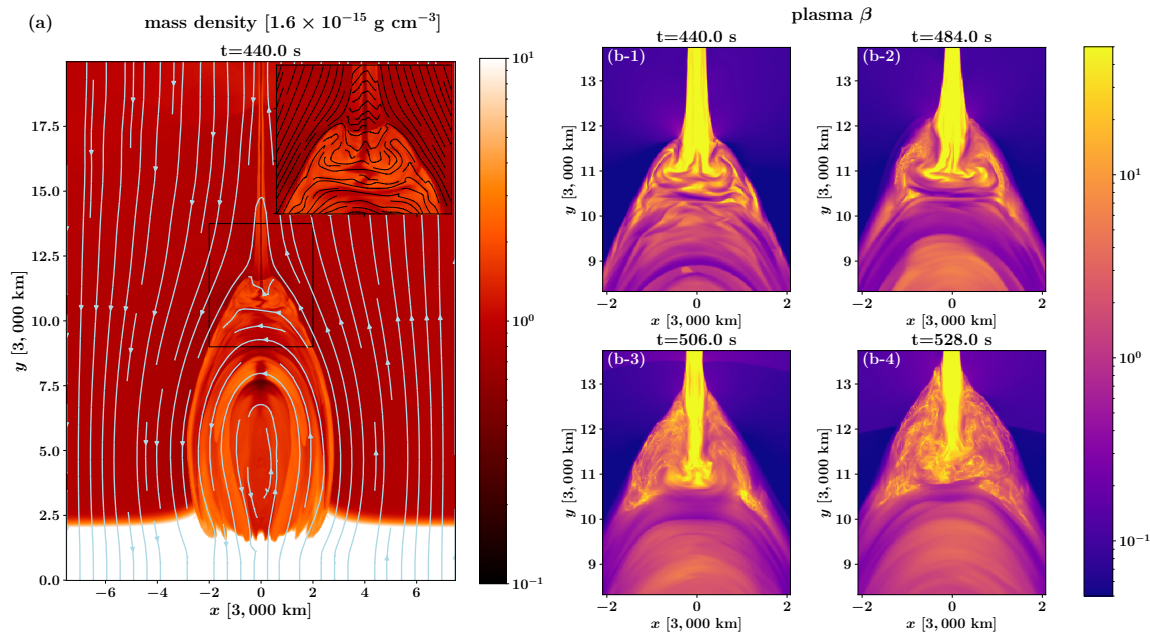 (a)
mass density [1.6 × 10⁻¹⁵ g cm⁻³]
t=440.0 s
17.5
15.0
12.5
10.0
7.5
5.0
2.5
0.0
y [3,000 km]
−6 −4 −2 0 2 4 6
x [3,000 km]
10¹
10⁰
10⁻¹
plasma β
t=440.0 s
(b-1)
13
12
11
10
9
y [3,000 km]
−2 0 2
x [3,000 km]
t=484.0 s
(b-2)
13
12
11
10
9
y [3,000 km]
−2 0 2
x [3,000 km]
t=506.0 s
(b-3)
13
12
11
10
9
y [3,000 km]
−2 0 2
x [3,000 km]
t=528.0 s
(b-4)
13
12
11
10
9
y [3,000 km]
−2 0 2
x [3,000 km]
10¹
10⁰
10⁻¹